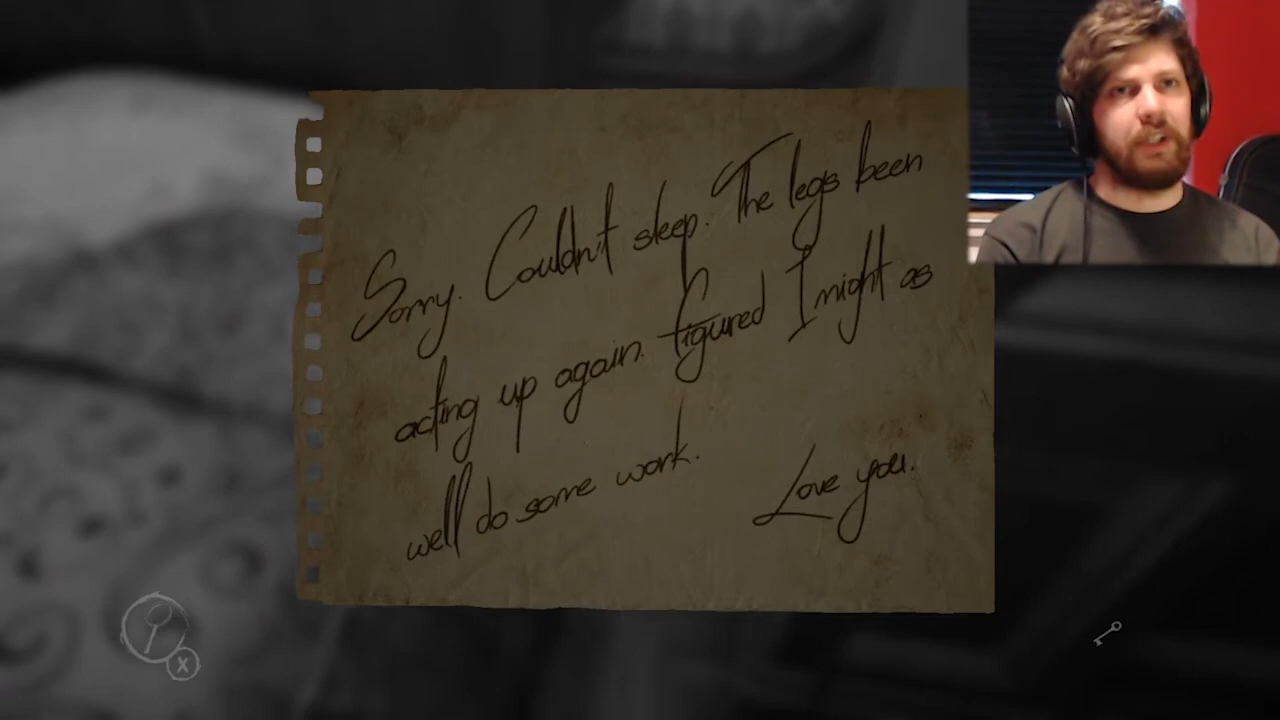 Sorry. Couldn't sleep. The legs been
acting up again. figured I might as
well do some work.
Love you.
X